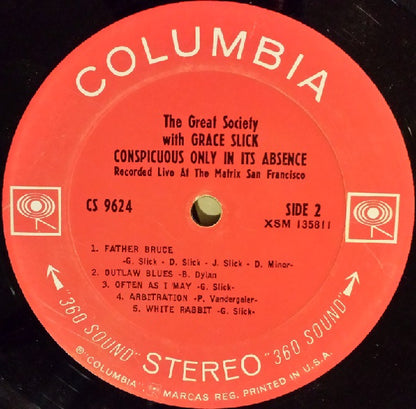 COLUMBIA
The Great Society
with GRACE SLICK
CONSPICUOUS ONLY IN ITS ABSENCE
Recorded Live At The Matrix San Francisco
CS 9624
SIDE 2
XSM 135811
1. FATHER BRUCE
-G. Slick - D. Slick - J. Slick - D. Minor-
2. OUTLAW BLUES -B. Dylan
3. OFTEN AS I MAY -G. Slick-
4. ARBITRATION -P. Vandergelder-
5. WHITE RABBIT -G. Slick-
"360 SOUND" STEREO "360 SOUND"
® "COLUMBIA", MARCAS REG. PRINTED IN U.S.A.